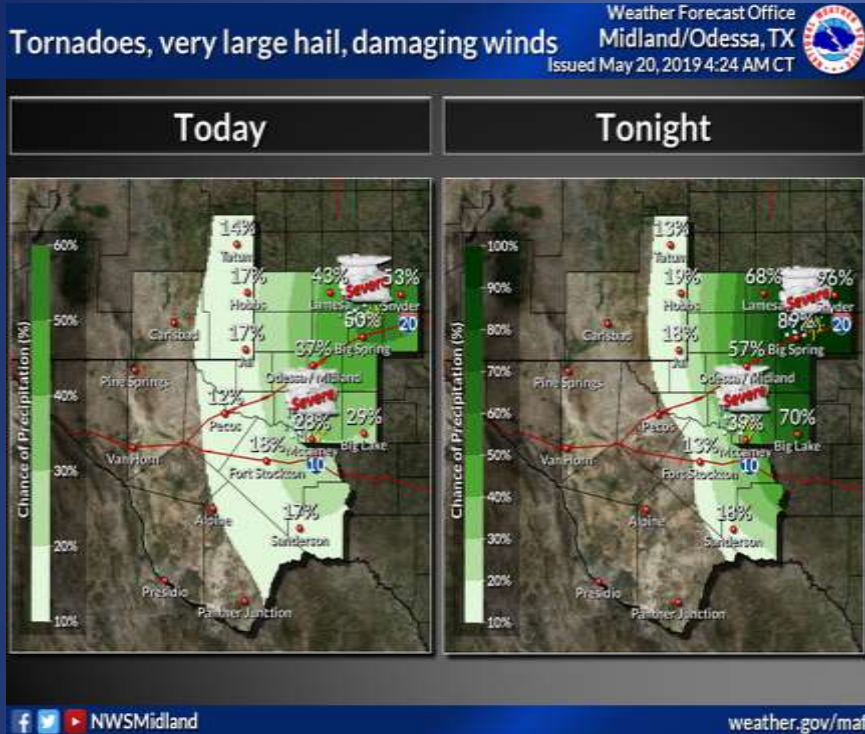 Tornadoes, very large hail, damaging winds
Weather Forecast Office
Midland/Odessa, TX
Issued May 20, 2019 4:24 AM CT
Today
Chance of Precipitation (%)
60%
50%
40%
30%
20%
10%
14%
Tatum
17%
Hobbs
43%
Lamesa
Severe
53%
Snyder
Carlsbad
17%
Jal
50%
Big Spring
20
37%
Odessa/Midland
Pine Springs
12%
Pecos
Severe
28%
Mccamey
29%
Big Lake
Van Horn
18%
Fort Stockton
10
Alpine
17%
Sanderson
Presidio
Panther Junction
Tonight
Chance of Precipitation (%)
100%
90%
80%
70%
60%
50%
40%
30%
20%
10%
13%
Tatum
19%
Hobbs
68%
Lamesa
Severe
96%
Snyder
Carlsbad
18%
Jal
89%
Big Spring
20
57%
Odessa/Midland
Pine Springs
Pecos
Severe
39%
Mccamey
70%
Big Lake
Van Horn
13%
Fort Stockton
10
Alpine
18%
Sanderson
Presidio
Panther Junction
NWSMidland
weather.gov/maf